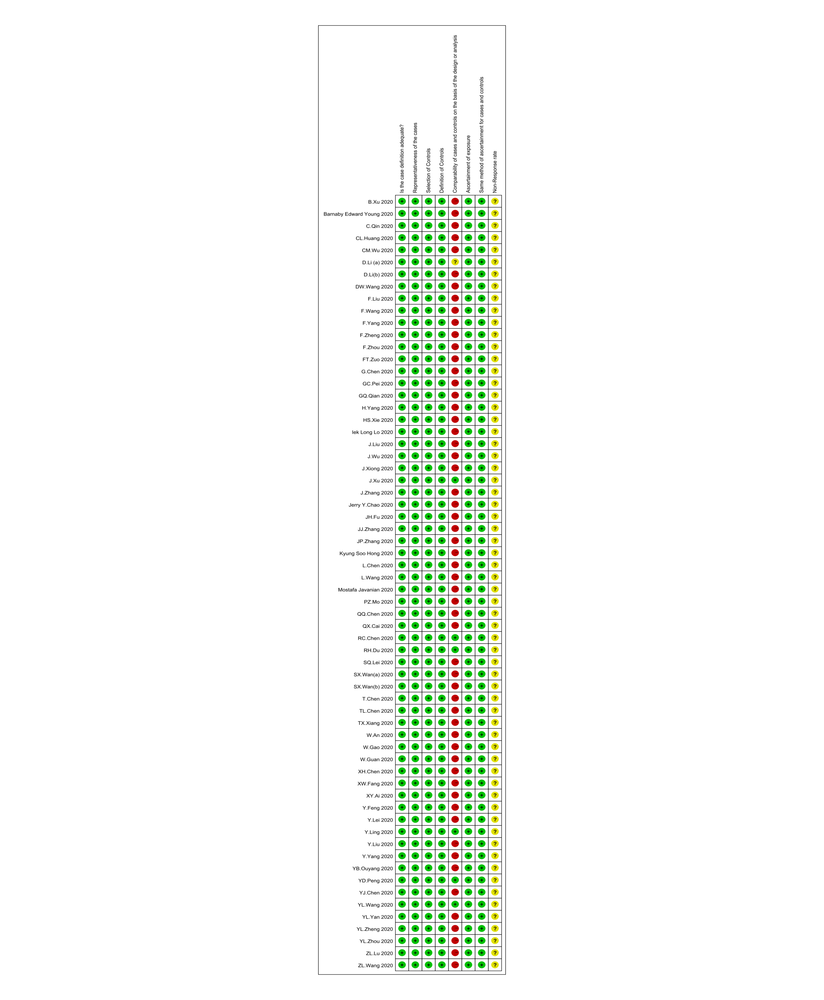 Is the case definition adequate?
Representativeness of the cases
Selection of Controls
Definition of Controls
Comparability of cases and controls on the basis of the design or analysis
Ascertainment of exposure
Same method of ascertainment for cases and controls
Non-Response rate
B.Xu 2020 + + + + - + + ?
Barnaby Edward Young 2020 + + + + - + + ?
C.Qin 2020 + + + + - + + ?
CL.Huang 2020 + + + + - + + ?
CM.Wu 2020 + + + + - + + ?
D.Li (a) 2020 + + + + ? + + ?
D.Li(b) 2020 + + + + - + + ?
DW.Wang 2020 + + + + - + + ?
F.Liu 2020 + + + + - + + ?
F.Wang 2020 + + + + - + + ?
F.Yang 2020 + + + + - + + ?
F.Zheng 2020 + + + + - + + ?
F.Zhou 2020 + + + + - + + ?
FT.Zuo 2020 + + + + - + + ?
G.Chen 2020 + + + + - + + ?
GC.Pei 2020 + + + + - + + ?
GQ.Qian 2020 + + + + - + + ?
H.Yang 2020 + + + + - + + ?
HS.Xie 2020 + + + + - + + ?
Iek Long Lo 2020 + + + + - + + ?
J.Liu 2020 + + + + - + + ?
J.Wu 2020 + + + + - + + ?
J.Xiong 2020 + + + + - + + ?
J.Xu 2020 + + + + + + + ?
J.Zhang 2020 + + + + - + + ?
Jerry Y.Chao 2020 + + + + - + + ?
JH.Fu 2020 + + + + - + + ?
JJ.Zhang 2020 + + + + - + + ?
JP.Zhang 2020 + + + + - + + ?
Kyung Soo Hong 2020 + + + + - + + ?
L.Chen 2020 + + + + - + + ?
L.Wang 2020 + + + + - + + ?
Mostafa Javanian 2020 + + + + - + + ?
PZ.Mo 2020 + + + + - + + ?
QQ.Chen 2020 + + + + - + + ?
QX.Cai 2020 + + + + - + + ?
RC.Chen 2020 + + + + + + + ?
RH.Du 2020 + + + + + + + ?
SQ.Lei 2020 + + + + - + + ?
SX.Wan(a) 2020 + + + + - + + ?
SX.Wan(b) 2020 + + + + - + + ?
T.Chen 2020 + + + + - + + ?
TL.Chen 2020 + + + + - + + ?
TX.Xiang 2020 + + + + - + + ?
W.An 2020 + + + + - + + ?
W.Gao 2020 + + + + - + + ?
W.Guan 2020 + + + + - + + ?
XH.Chen 2020 + + + + - + + ?
XW.Fang 2020 + + + + - + + ?
XY.Ai 2020 + + + + - + + ?
Y.Feng 2020 + + + + - + + ?
Y.Lei 2020 + + + + - + + ?
Y.Ling 2020 + + + + + + + ?
Y.Liu 2020 + + + + - + + ?
Y.Yang 2020 + + + + - + + ?
YB.Ouyang 2020 + + + + - + + ?
YD.Peng 2020 + + + + + + + ?
YJ.Chen 2020 + + + + - + + ?
YL.Wang 2020 + + + + + + + ?
YL.Yan 2020 + + + + - + + ?
YL.Zheng 2020 + + + + - + + ?
YL.Zhou 2020 + + + + - + + ?
ZL.Lu 2020 + + + + - + + ?
ZL.Wang 2020 + + + + - + + ?